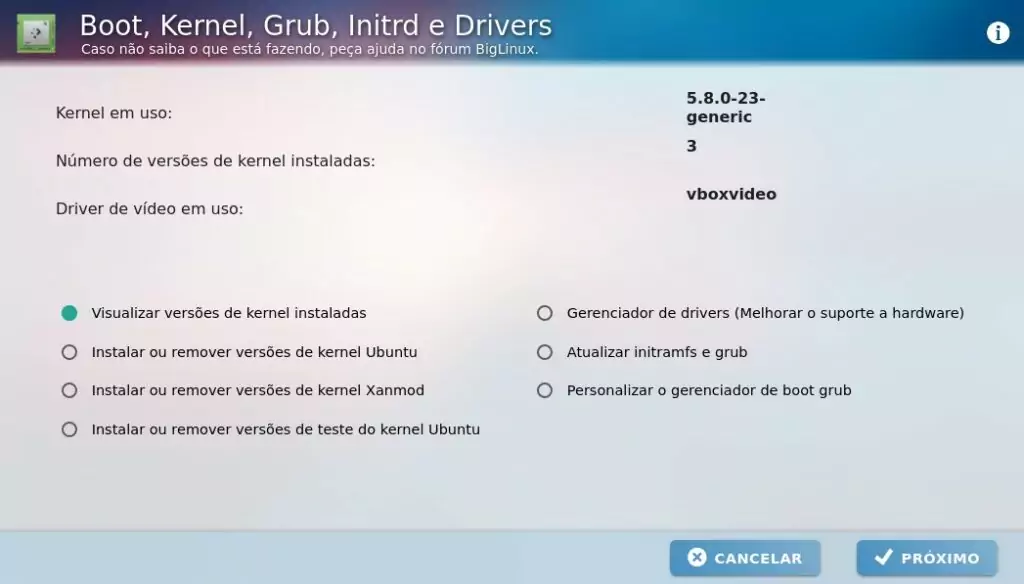 Boot, Kernel, Grub, Initrd e Drivers
Caso não saiba o que está fazendo, peça ajuda no fórum BigLinux.
Kernel em uso:
5.8.0-23-
generic
Número de versões de kernel instaladas:
3
Driver de vídeo em uso:
vboxvideo
Visualizar versões de kernel instaladas
Instalar ou remover versões de kernel Ubuntu
Instalar ou remover versões de kernel Xanmod
Instalar ou remover versões de teste do kernel Ubuntu
Gerenciador de drivers (Melhorar o suporte a hardware)
Atualizar initramfs e grub
Personalizar o gerenciador de boot grub
CANCELAR
PRÓXIMO